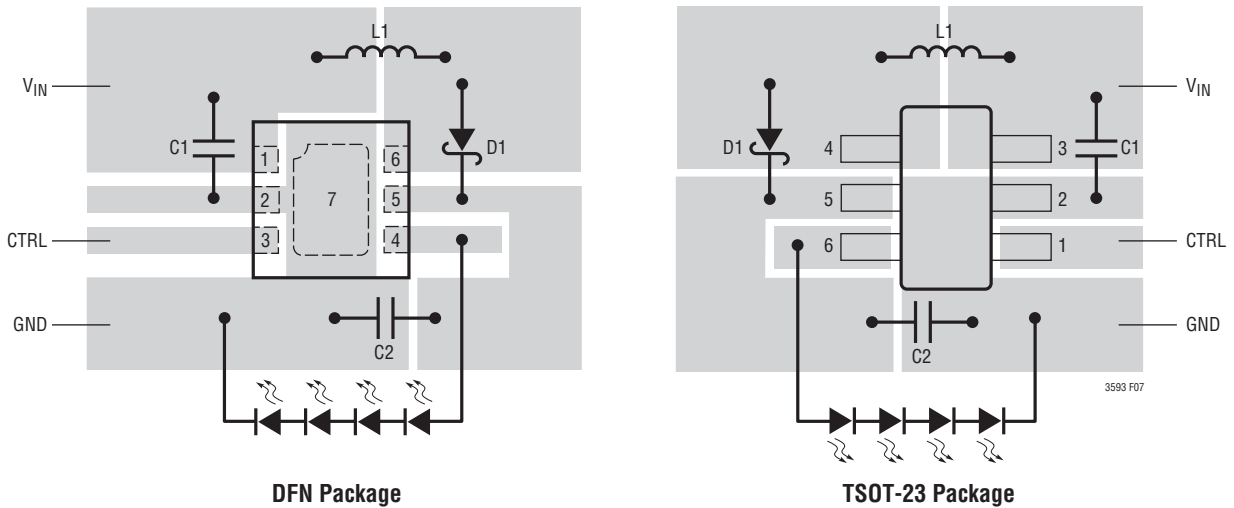 L1
L1
V_IN
V_IN
C1
D1
D1
C1
1
6
4
3
2
7
5
5
2
CTRL
3
4
6
1
CTRL
GND
GND
C2
C2
3593 F07
DFN Package
TSOT-23 Package